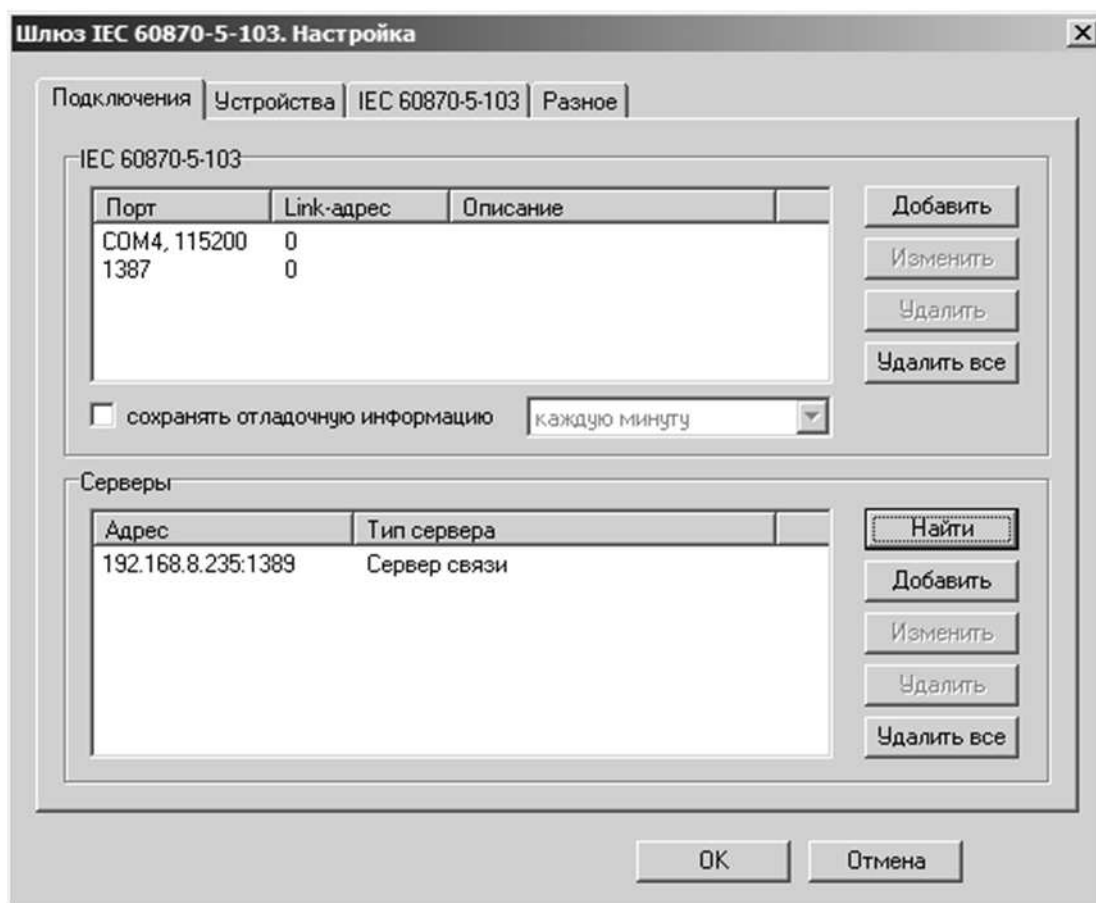 Шлюз IEC 60870-5-103. Настройка
Подключения Устройства IEC 60870-5-103 Разное
IEC 60870-5-103
Порт Link-адрес Описание
COM4, 115200 0
1387 0
Добавить
Изменить
Удалить
Удалить все
сохранять отладочную информацию каждую минуту
Серверы
Адрес Тип сервера
192.168.8.235:1389 Сервер связи
Найти
Добавить
Изменить
Удалить
Удалить все
OK Отмена